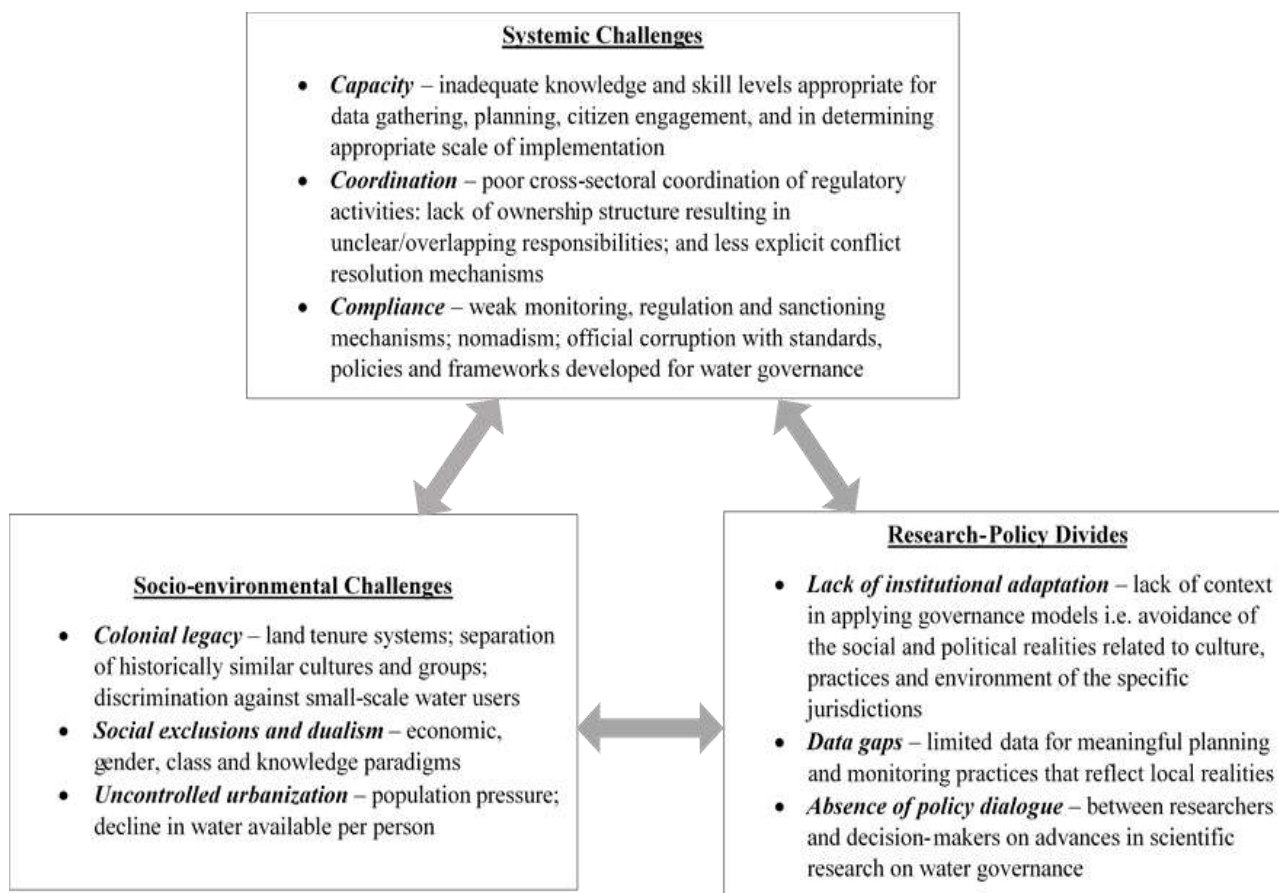 Systemic Challenges
• Capacity – inadequate knowledge and skill levels appropriate for
data gathering, planning, citizen engagement, and in determining
appropriate scale of implementation
• Coordination – poor cross-sectoral coordination of regulatory
activities: lack of ownership structure resulting in
unclear/overlapping responsibilities; and less explicit conflict
resolution mechanisms
• Compliance – weak monitoring, regulation and sanctioning
mechanisms; nomadism; official corruption with standards,
policies and frameworks developed for water governance
Socio-environmental Challenges
• Colonial legacy – land tenure systems; separation
of historically similar cultures and groups;
discrimination against small-scale water users
• Social exclusions and dualism – economic,
gender, class and knowledge paradigms
• Uncontrolled urbanization – population pressure;
decline in water available per person
Research-Policy Divides
• Lack of institutional adaptation – lack of context
in applying governance models i.e. avoidance of
the social and political realities related to culture,
practices and environment of the specific
jurisdictions
• Data gaps – limited data for meaningful planning
and monitoring practices that reflect local realities
• Absence of policy dialogue – between researchers
and decision-makers on advances in scientific
research on water governance